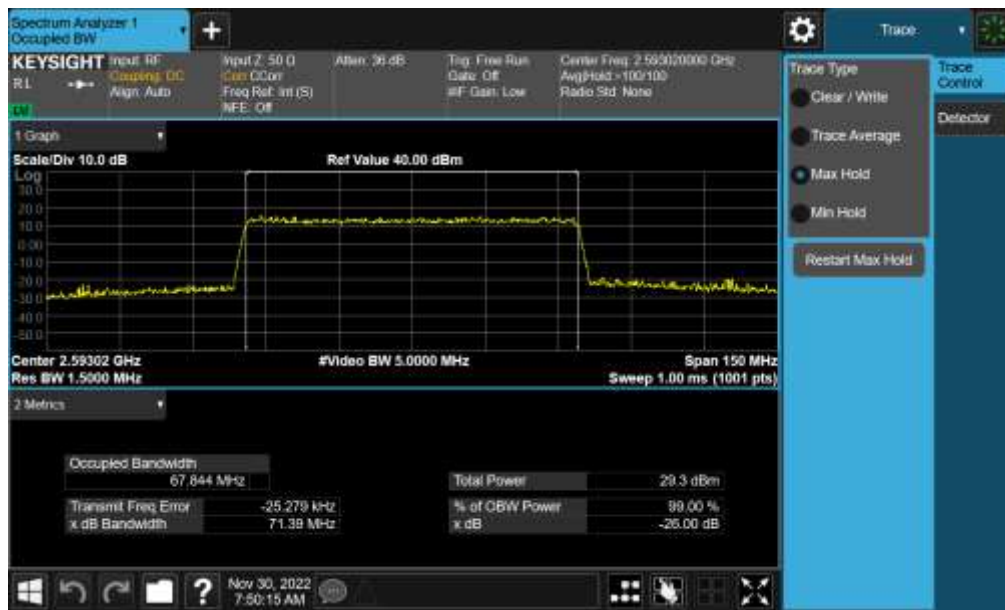 Spectrum Analyzer 1
Occupied BW
+
Trace
KEYSIGHT
Input: RF
Coupling: DC
Align: Auto
Input Z: 50 Ω
Corr CCorr
Freq Ref: Int (S)
NFE: Off
Atten: 36 dB
Trig: Free Run
Gate: Off
#IF Gain: Low
Center Freq: 2.593020000 GHz
Avg|Hold:>100/100
Radio Std: None
RL
Trace Type
Clear / Write
Trace Average
Max Hold
Min Hold
Restart Max Hold
Trace Control
Detector
1 Graph
Scale/Div 10.0 dB
Ref Value 40.00 dBm
Log
30.0
20.0
10.0
0.00
-10.0
-20.0
-30.0
-40.0
-50.0
Center 2.59302 GHz
#Video BW 5.0000 MHz
Span 150 MHz
Res BW 1.5000 MHz
Sweep 1.00 ms (1001 pts)
2 Metrics
Occupied Bandwidth
67.844 MHz
Total Power 29.3 dBm
Transmit Freq Error -25.279 kHz
% of OBW Power 99.00 %
x dB Bandwidth 71.39 MHz
x dB -26.00 dB
?
Nov 30, 2022
7:50:15 AM